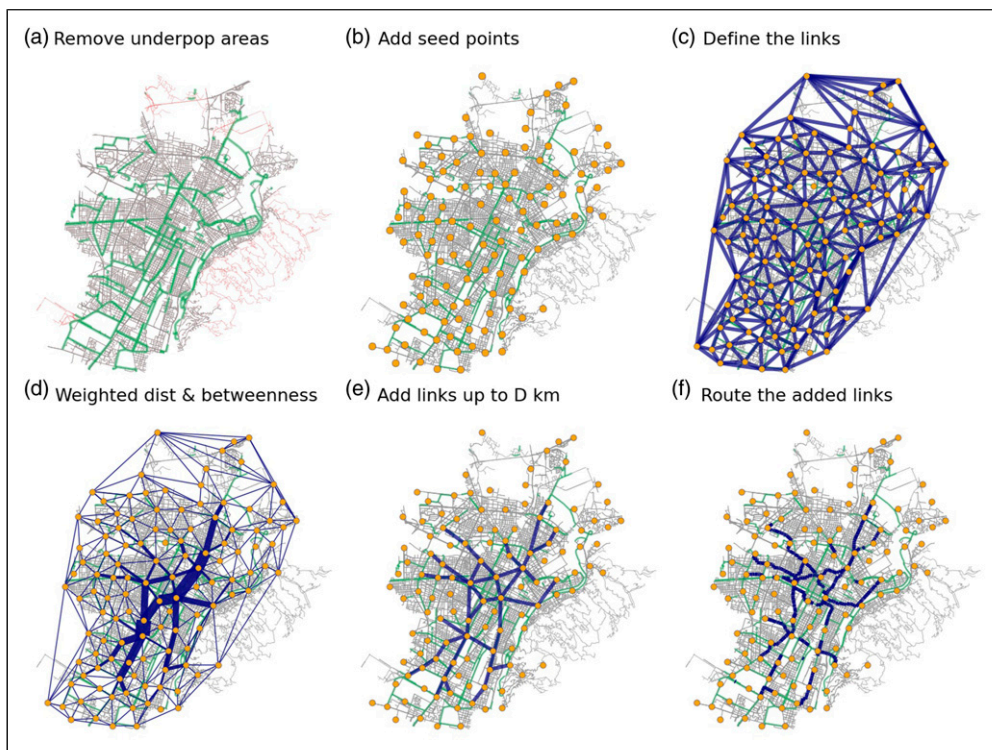 (a) Remove underpop areas
(b) Add seed points
(c) Define the links
(d) Weighted dist & betweenness
(e) Add links up to D km
(f) Route the added links